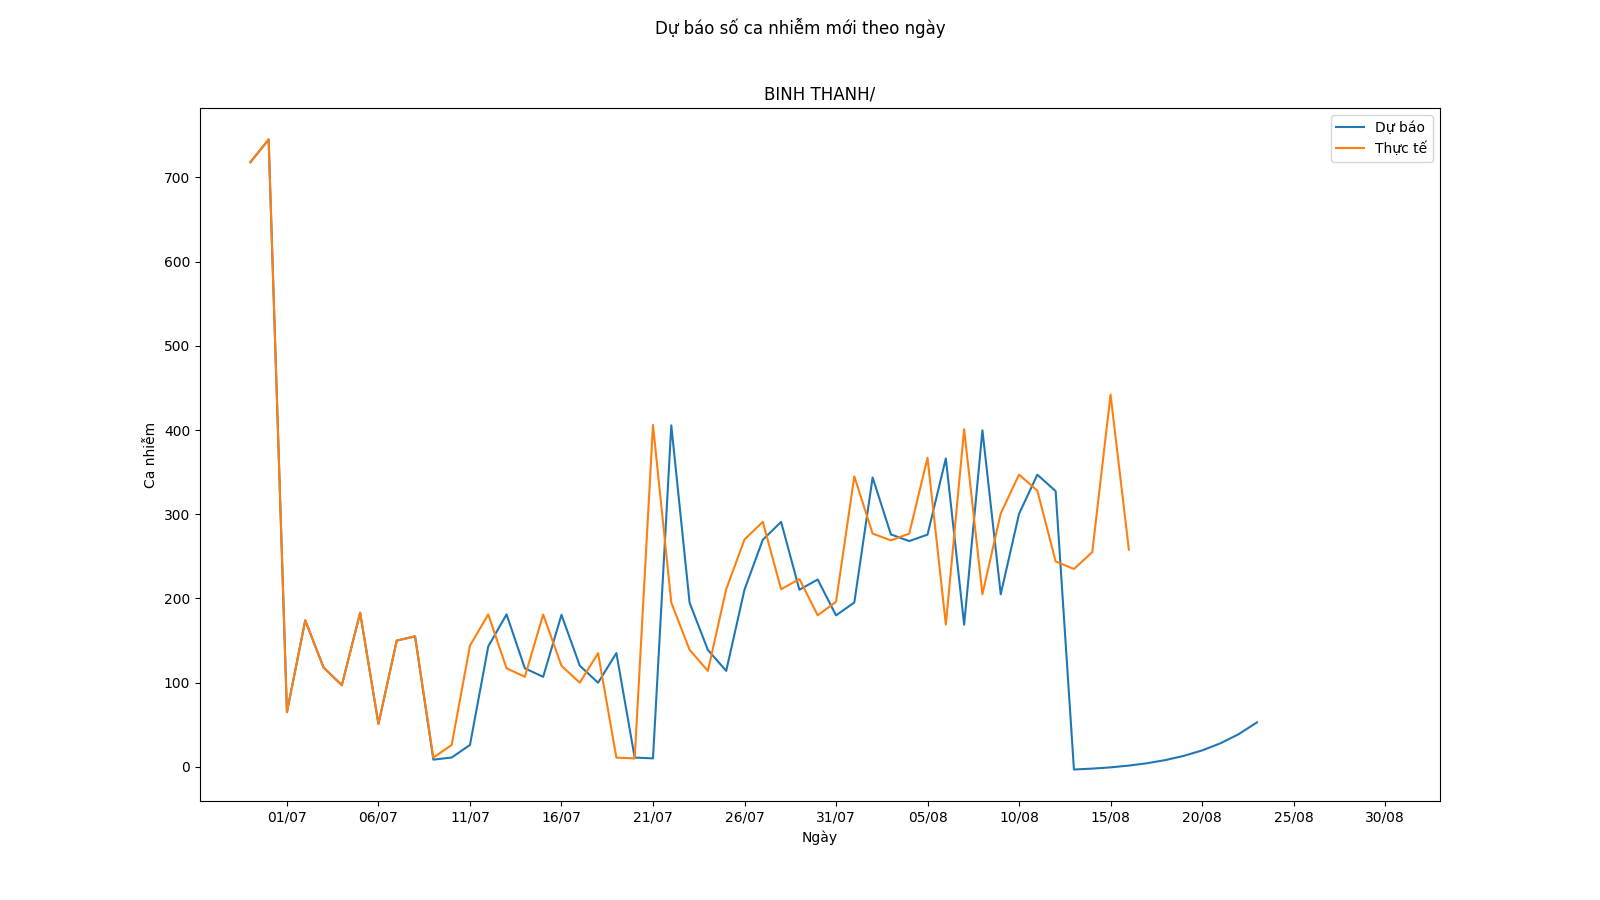 Dự báo số ca nhiễm mới theo ngày
BINH THANH/
Dự báo
Thực tế
700
600
500
400
300
200
100
0
Ca nhiễm
01/07 06/07 11/07 16/07 21/07 26/07 31/07 05/08 10/08 15/08 20/08 25/08 30/08
Ngày